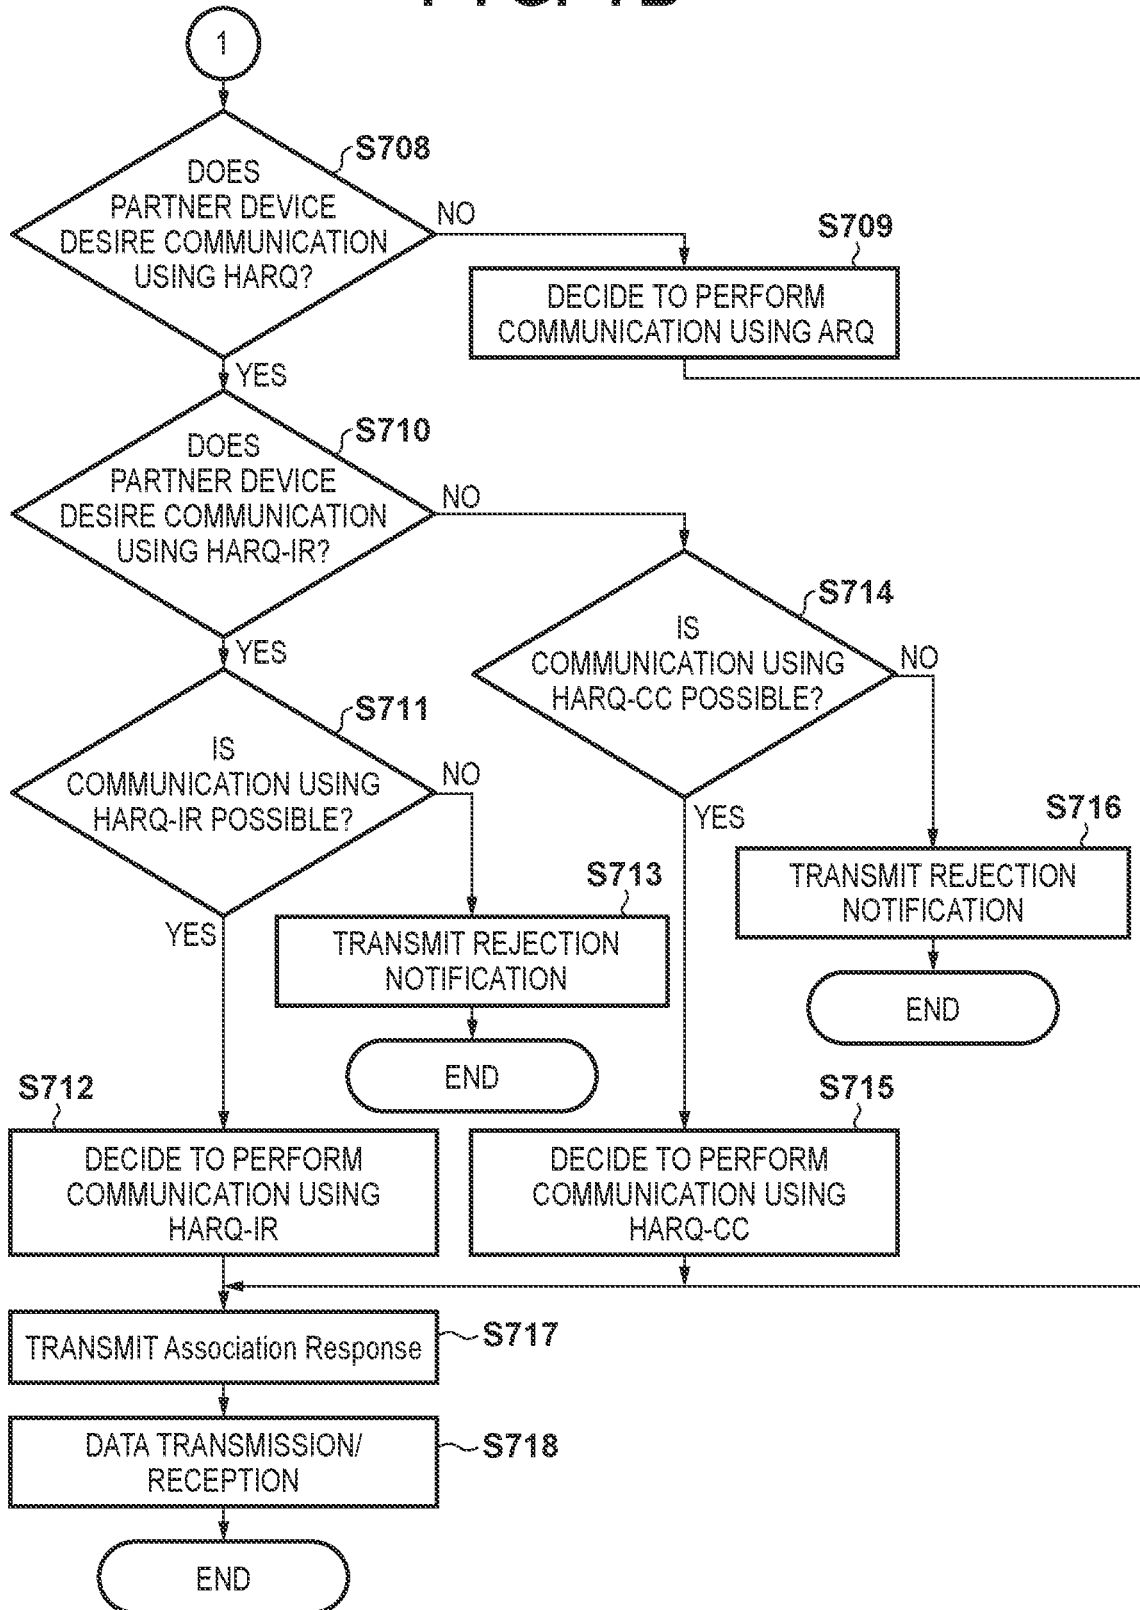 1
S708
DOES
PARTNER DEVICE
DESIRE COMMUNICATION
USING HARQ?
NO
YES
S709
DECIDE TO PERFORM
COMMUNICATION USING ARQ
S710
DOES
PARTNER DEVICE
DESIRE COMMUNICATION
USING HARQ-IR?
NO
YES
S714
IS
COMMUNICATION USING
HARQ-CC POSSIBLE?
NO
YES
S711
IS
COMMUNICATION USING
HARQ-IR POSSIBLE?
NO
YES
S716
TRANSMIT REJECTION
NOTIFICATION
END
S713
TRANSMIT REJECTION
NOTIFICATION
END
S712
DECIDE TO PERFORM
COMMUNICATION USING
HARQ-IR
S715
DECIDE TO PERFORM
COMMUNICATION USING
HARQ-CC
TRANSMIT Association Response
S717
DATA TRANSMISSION/
RECEPTION
S718
END